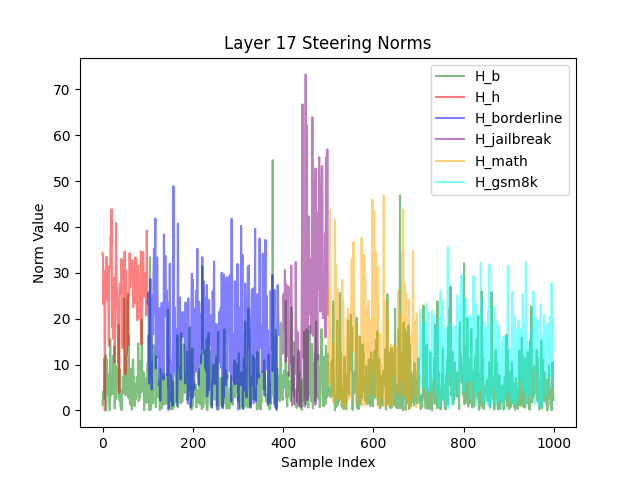 Layer 17 Steering Norms
H_b
H_h
H_borderline
H_jailbreak
H_math
H_gsm8k
Norm Value
70
60
50
40
30
20
10
0
0
200
400
600
800
1000
Sample Index